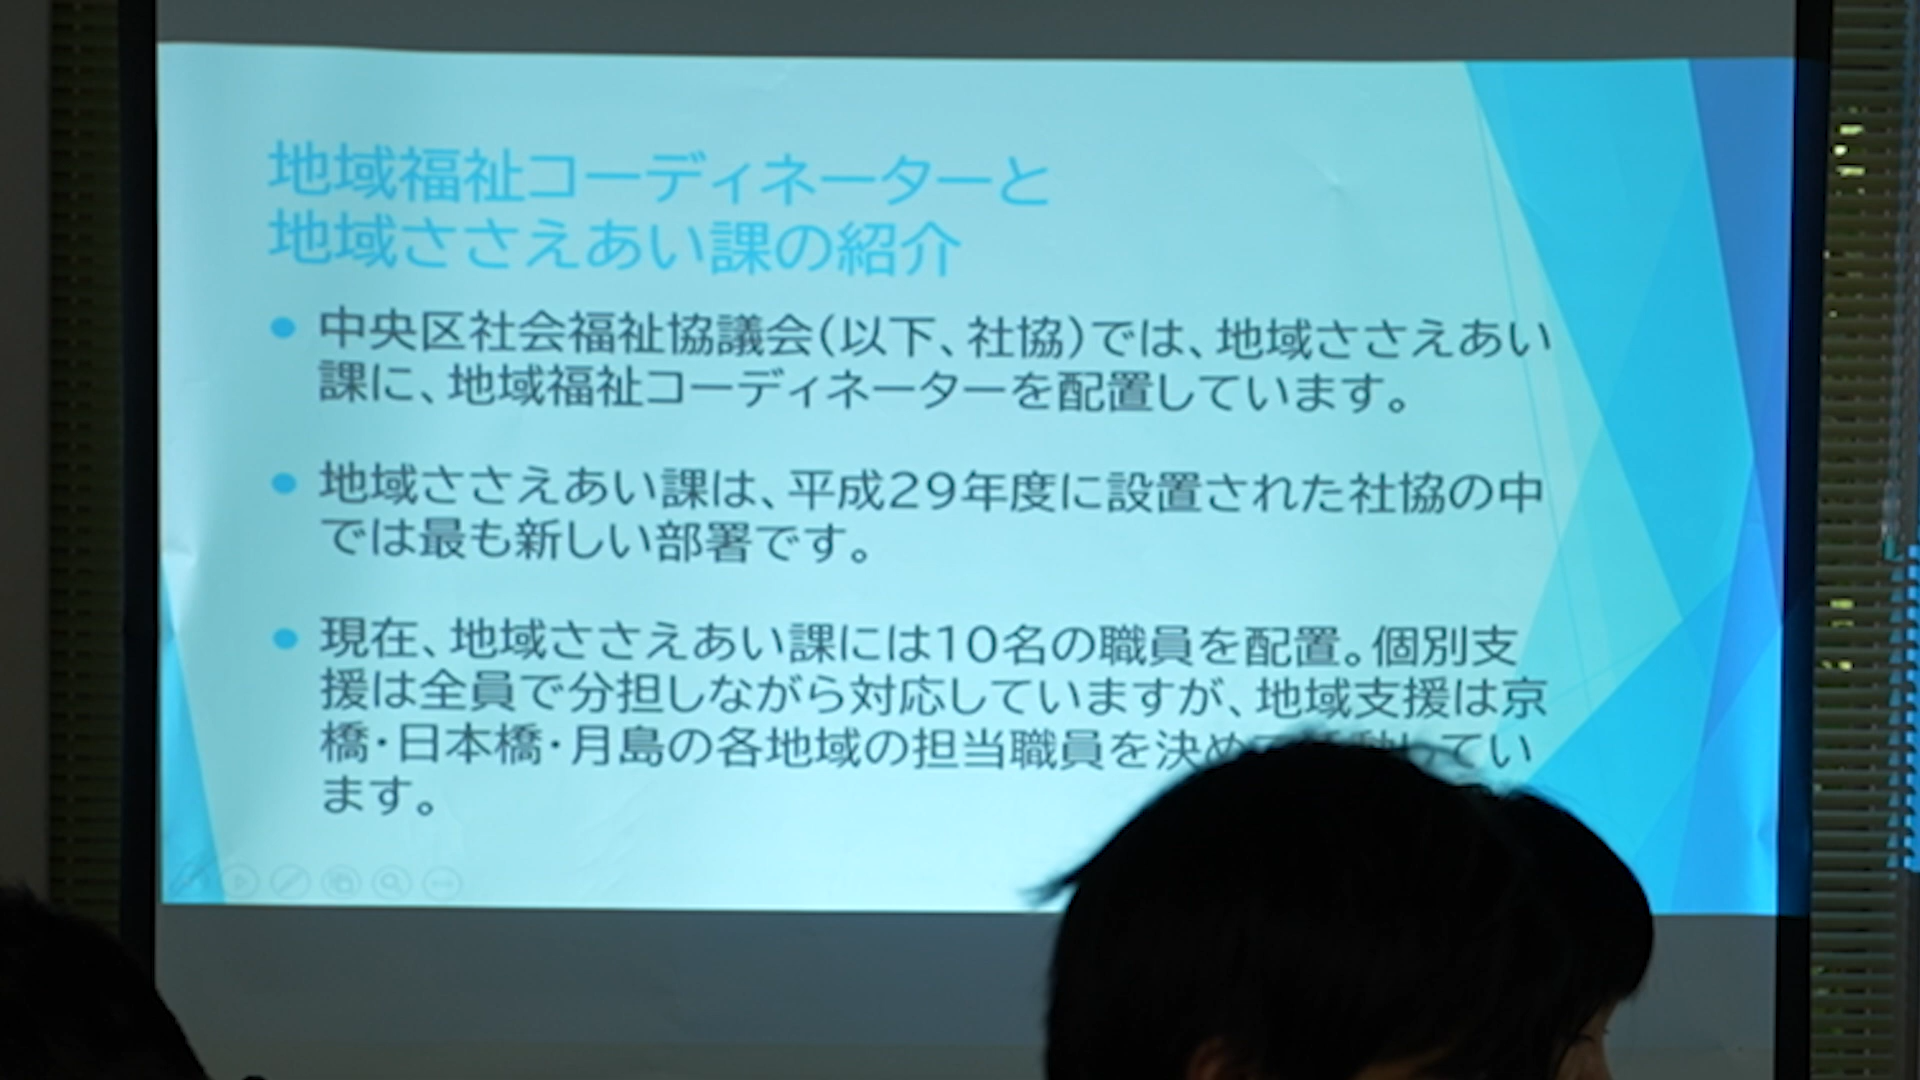 地域福祉コーディネーターと
地域ささえあい課の紹介
● 中央区社会福祉協議会(以下、社協)では、地域ささえあい
課に、地域福祉コーディネーターを配置しています。
● 地域ささえあい課は、平成29年度に設置された社協の中
では最も新しい部署です。
● 現在、地域ささえあい課には10名の職員を配置。個別支
援は全員で分担しながら対応していますが、地域支援は京
橋・日本橋・月島の各地域の担当職員を決めて してい
ます。